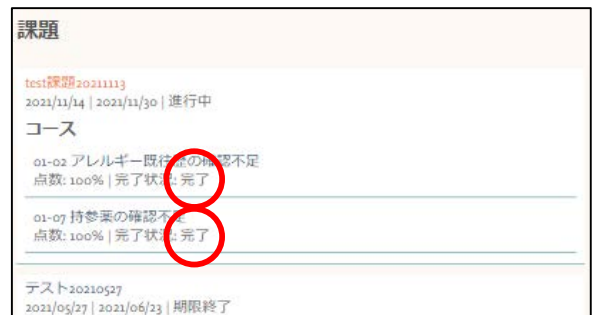 課題
test課題20211113
2021/11/14 | 2021/11/30 | 進行中
コース
01-02 アレルギー既往歴の確認不足
点数: 100% | 完了状況: 完了
01-07 持参薬の確認不足
点数: 100% | 完了状況: 完了
テスト20210527
2021/05/27 | 2021/06/23 | 期限終了